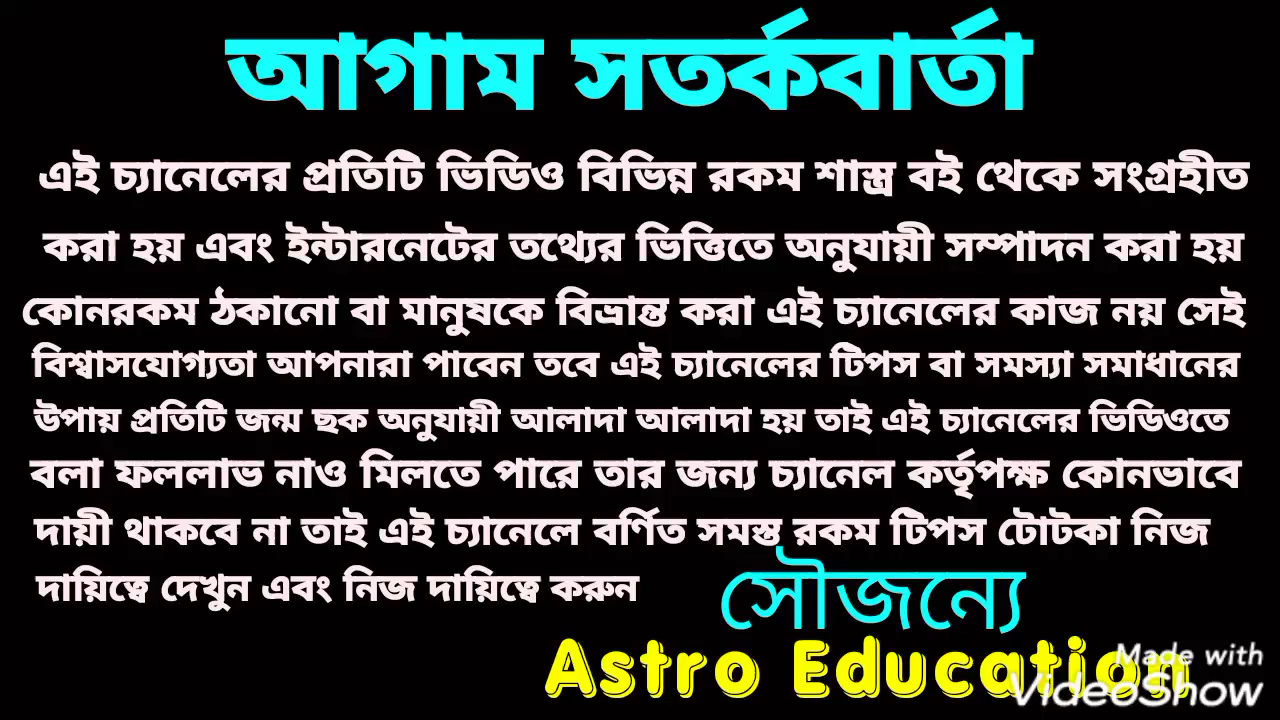 আগাম সতর্কবার্তা
এই চ্যানেলের প্রতিটি ভিডিও বিভিন্ন রকম শাস্ত্র বই থেকে সংগ্রহীত
করা হয় এবং ইন্টারনেটের তথ্যের ভিত্তিতে অনুযায়ী সম্পাদন করা হয়
কোনরকম ঠকানো বা মানুষকে বিভ্রান্ত করা এই চ্যানেলের কাজ নয় সেই
বিশ্বাসযোগ্যতা আপনারা পাবেন তবে এই চ্যানেলের টিপস বা সমস্যা সমাধানের
উপায় প্রতিটি জন্ম ছক অনুযায়ী আলাদা আলাদা হয় তাই এই চ্যানেলের ভিডিওতে
বলা ফললাভ নাও মিলতে পারে তার জন্য চ্যানেল কর্তৃপক্ষ কোনভাবে
দায়ী থাকবে না তাই এই চ্যানেলে বর্ণিত সমস্ত রকম টিপস টোটকা নিজ
দায়িত্বে দেখুন এবং নিজ দায়িত্বে করুন
সৌজন্যে
Astro Education
Made with
VideoShow